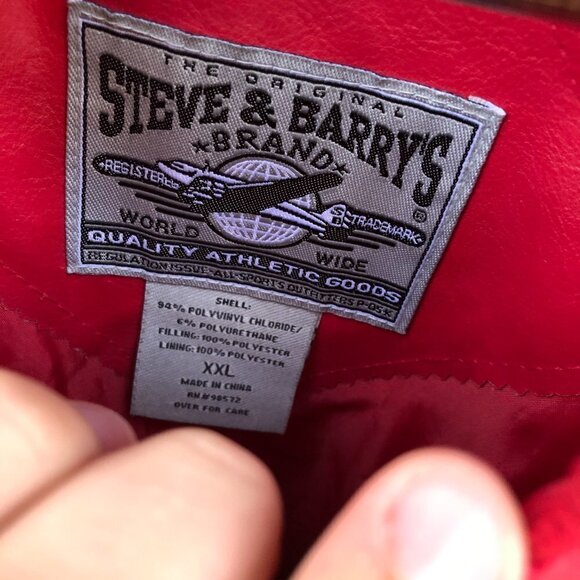 THE ORIGINAL
STEVE & BARRY'S
BRAND
REGISTERED TRADEMARK
S B
WORLD WIDE
QUALITY ATHLETIC GOODS
REGULATION ISSUE-ALL-SPORTS OUTFITTERS
SHELL:
94% POLYVINYL CHLORIDE/
6% POLYURETHANE
FILLING: 100% POLYESTER
LINING: 100% POLYESTER
XXL
MADE IN CHINA
RN#98572
OVER FOR CARE